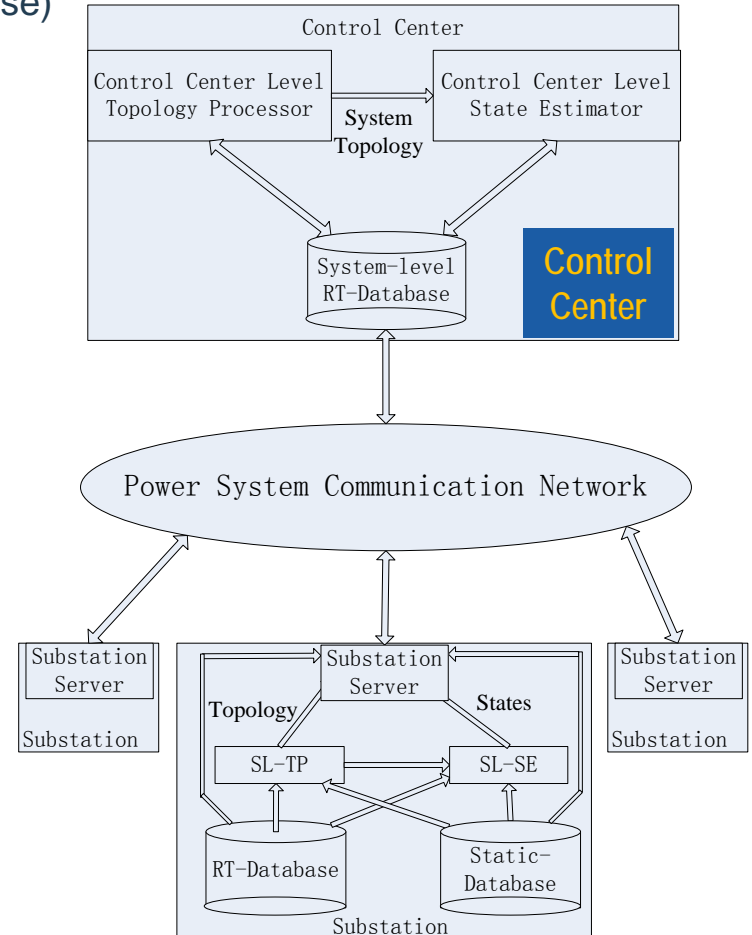 se)
Control Center
Control Center Level
Topology Processor
Control Center Level
State Estimator
System
Topology
System-level
RT-Database
Control
Center
Power System Communication Network
Substation
Server
Substation
Substation
Server
Topology
States
SL-TP
SL-SE
RT-Database
Static-
Database
Substation
Substation
Server
Substation